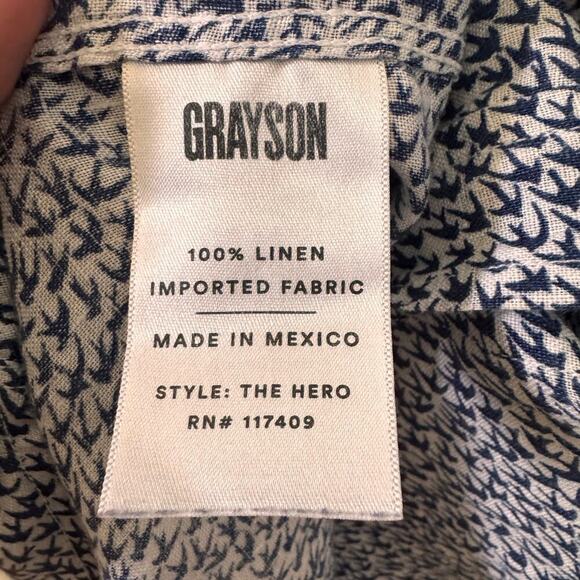 GRAYSON
100% LINEN
IMPORTED FABRIC
MADE IN MEXICO
STYLE: THE HERO
RN# 117409